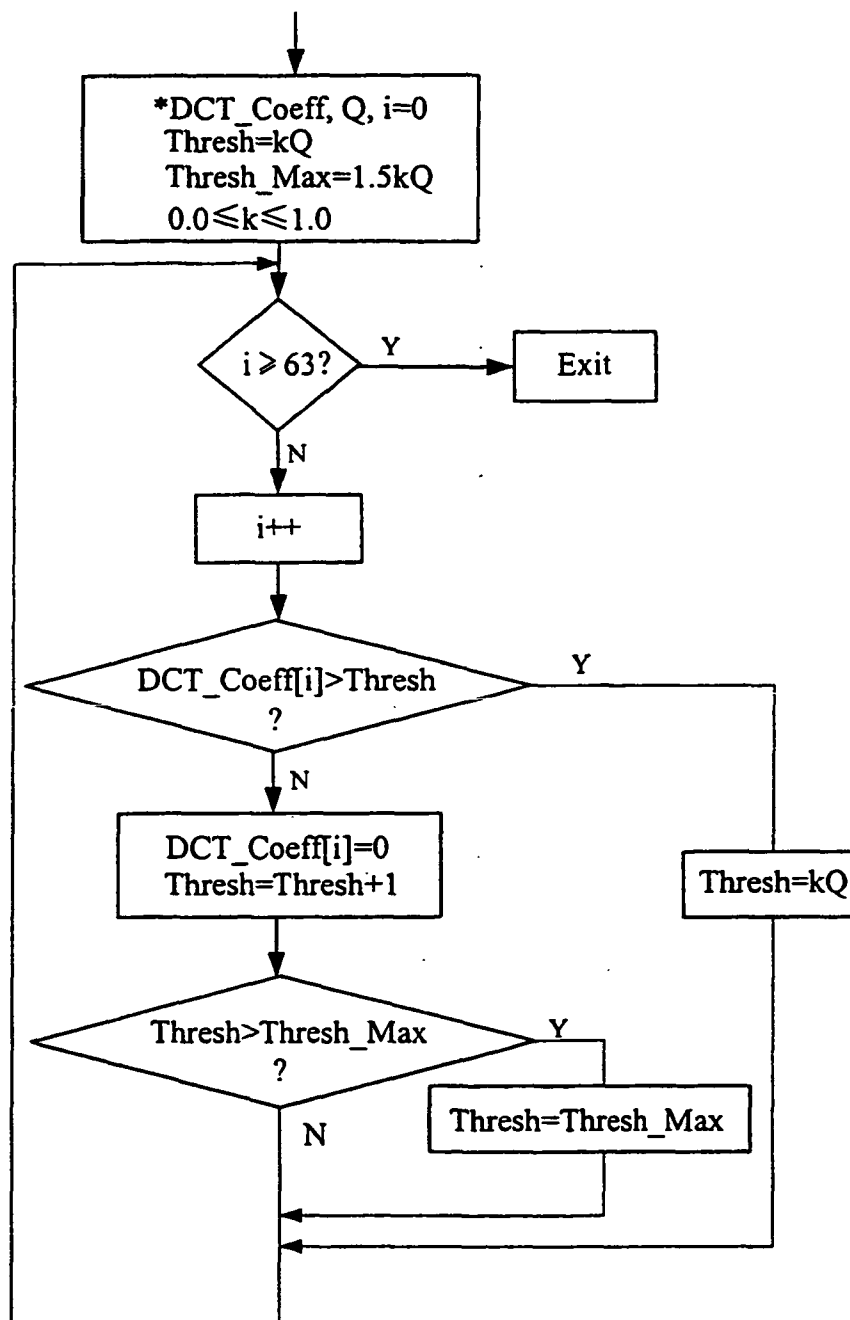 *DCT_Coeff, Q, i=0
Thresh=kQ
Thresh_Max=1.5kQ
0.0≤k≤1.0
i ≥ 63?
Y
Exit
N
i++
DCT_Coeff[i]>Thresh
?
Y
N
DCT_Coeff[i]=0
Thresh=Thresh+1
Thresh=kQ
Thresh>Thresh_Max
?
Y
Thresh=Thresh_Max
N